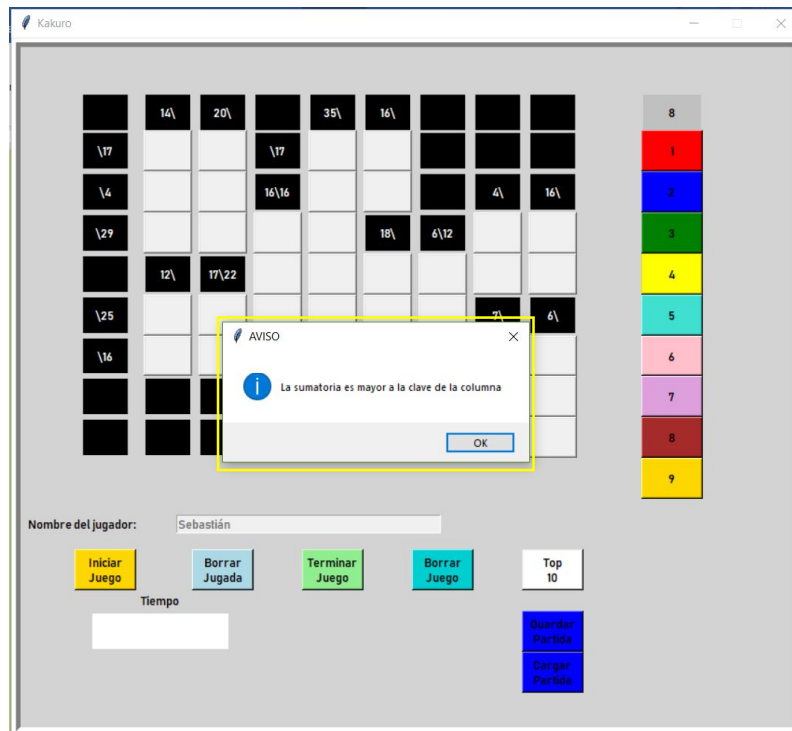 Kakuro
14\ 20\ 35\ 16\ 8
\17 \17 1
\4 16\16 4\ 16\ 2
\29 18\ 6\12 3
12\ 17\22 4
\25 7\ 6\ 5
AVISO
\16 6
La sumatoria es mayor a la clave de la columna
7
OK
8
9
Nombre del jugador: Sebastián
Iniciar Borrar Terminar Borrar Top
Juego Jugada Juego Juego 10
Tiempo
Guardar
Partida
Cargar
Partida